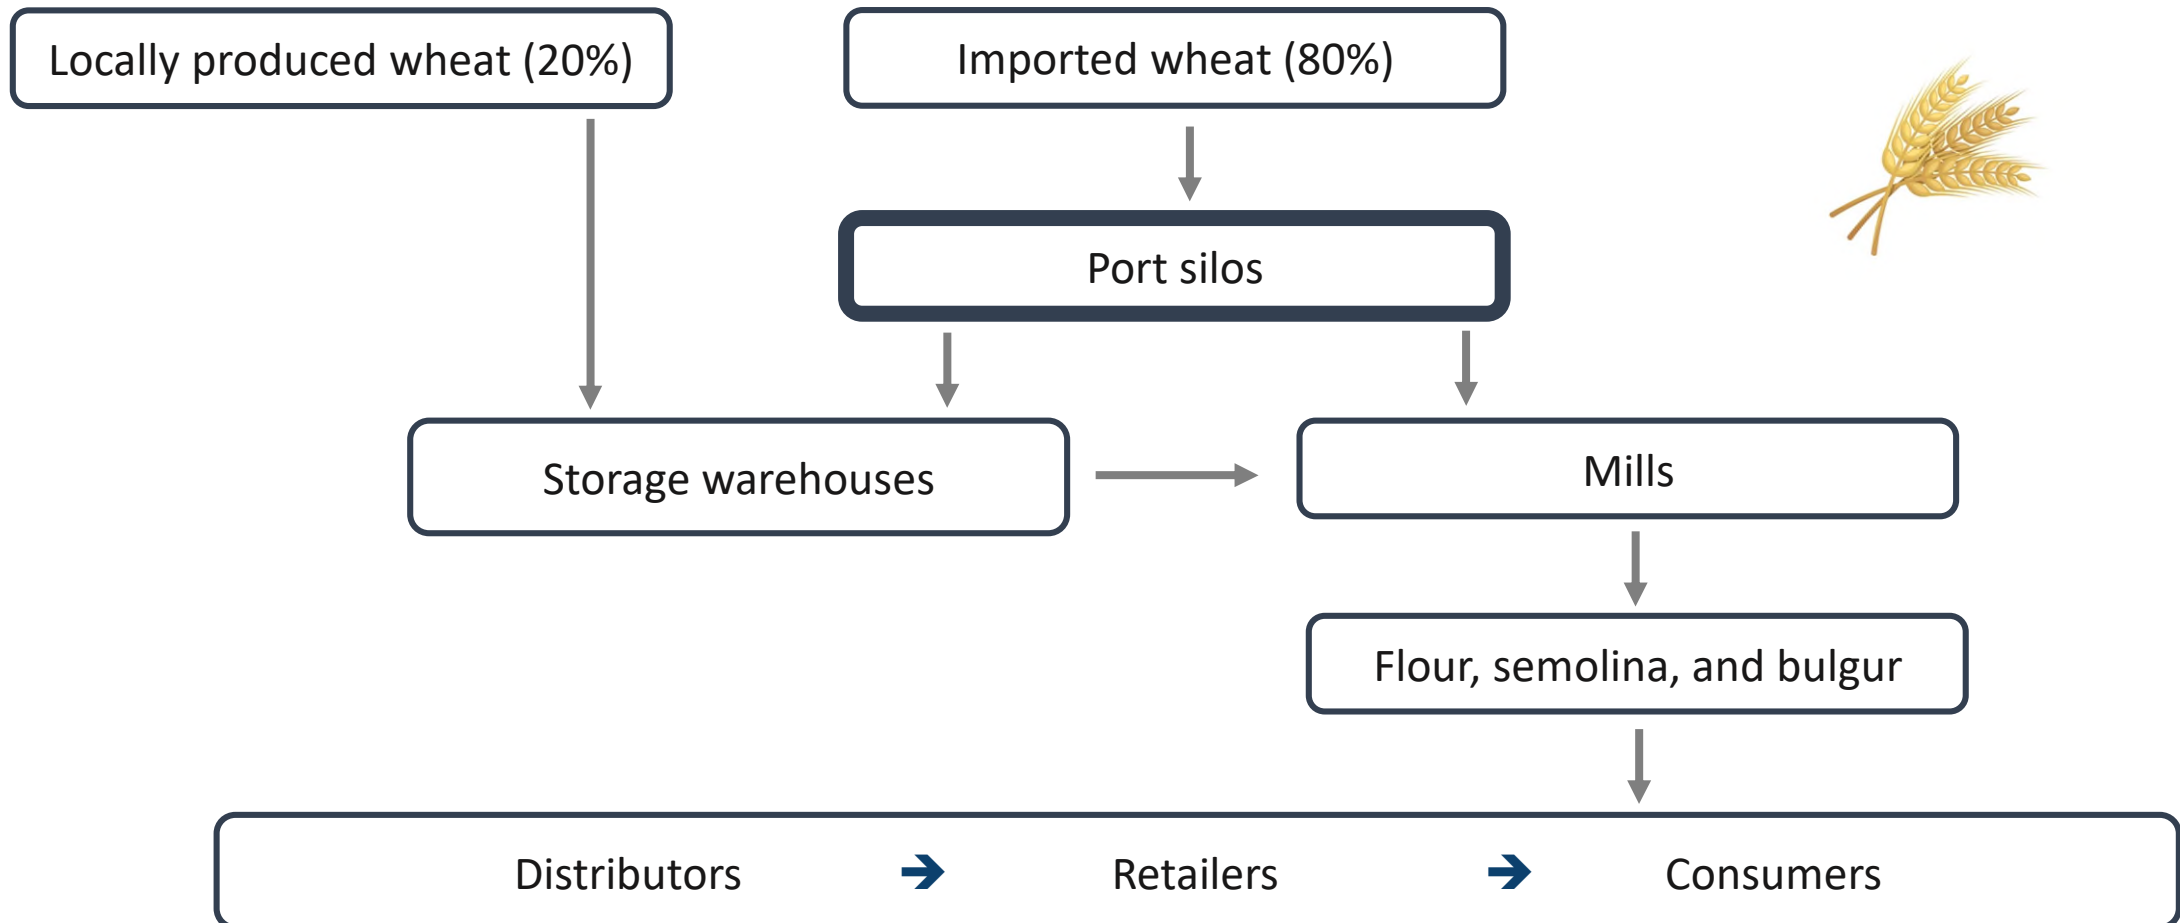 Locally produced wheat (20%)
Imported wheat (80%)
Port silos
Storage warehouses
Mills
Flour, semolina, and bulgur
Distributors → Retailers → Consumers